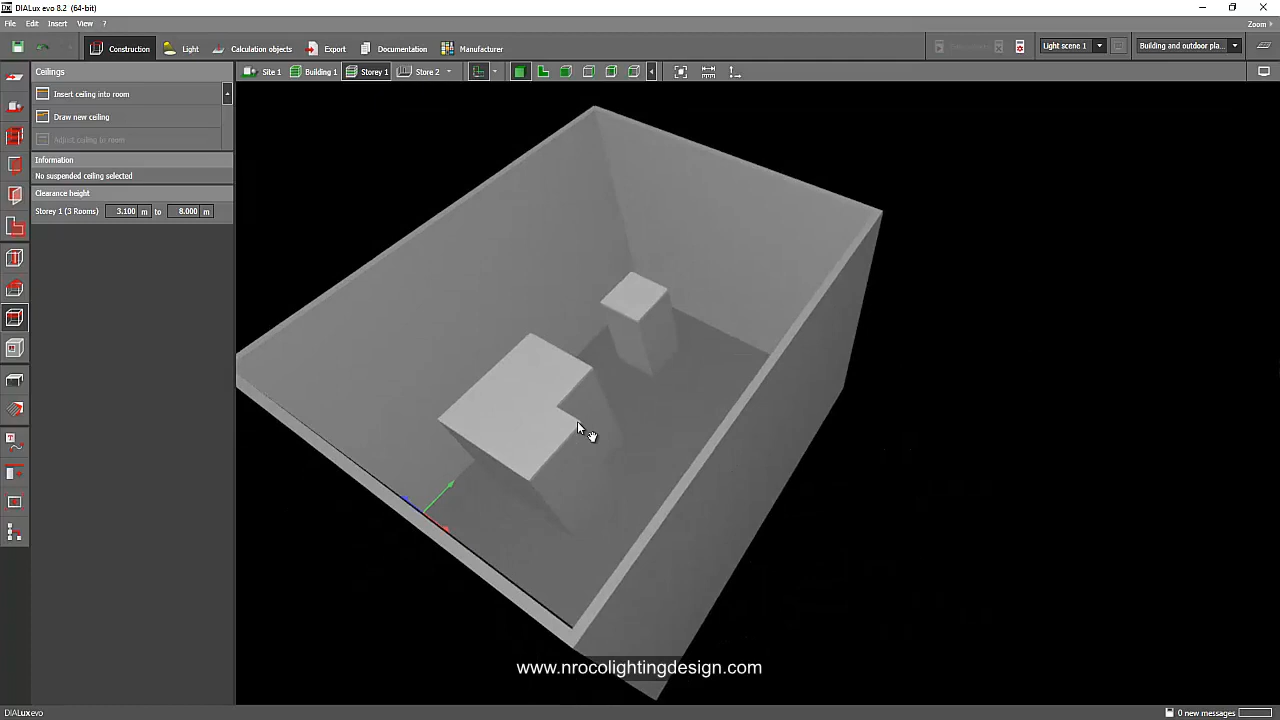 DIALux evo 8.2 (64-bit)
File Edit Insert View ?
Zoom
Construction Light Calculation objects Export Documentation Manufacturer
Light scene 1 Building and outdoor pla...
Ceilings
Site 1 Building 1 Storey 1 Store 2
Insert ceiling into room
Draw new ceiling
Adjust ceiling to room
Information
No suspended ceiling selected
Clearance height
Storey 1 (3 Rooms) 3.100 m to 8.000 m
www.nrocolightingdesign.com
DIALux evo
0 new messages